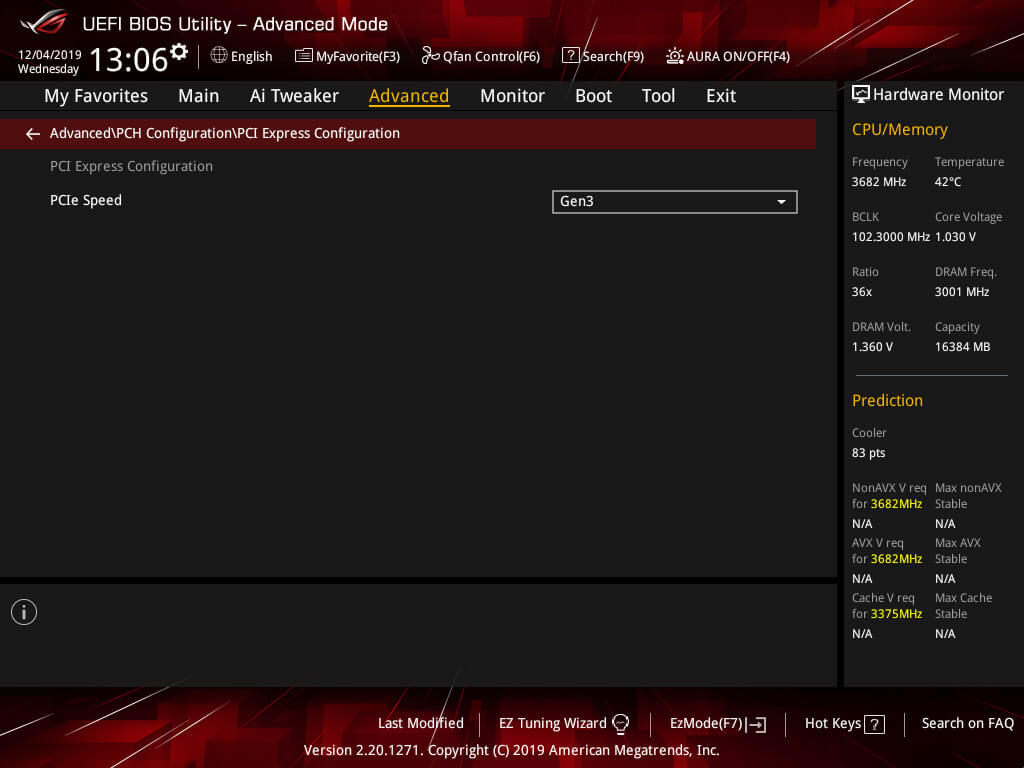 UEFI BIOS Utility – Advanced Mode
12/04/2019
Wednesday
13:06
English
MyFavorite(F3)
Qfan Control(F6)
? Search(F9)
AURA ON/OFF(F4)
My Favorites Main Ai Tweaker Advanced Monitor Boot Tool Exit
Advanced\PCH Configuration\PCI Express Configuration
PCI Express Configuration
PCIe Speed Gen3
Hardware Monitor
CPU/Memory
Frequency Temperature
3682 MHz 42°C
BCLK Core Voltage
102.3000 MHz 1.030 V
Ratio DRAM Freq.
36x 3001 MHz
DRAM Volt. Capacity
1.360 V 16384 MB
Prediction
Cooler
83 pts
NonAVX V req Max nonAVX
for 3682MHz Stable
N/A N/A
AVX V req Max AVX
for 3682MHz Stable
N/A N/A
Cache V req Max Cache
for 3375MHz Stable
N/A N/A
i
Last Modified EZ Tuning Wizard EzMode(F7) Hot Keys ? Search on FAQ
Version 2.20.1271. Copyright (C) 2019 American Megatrends, Inc.